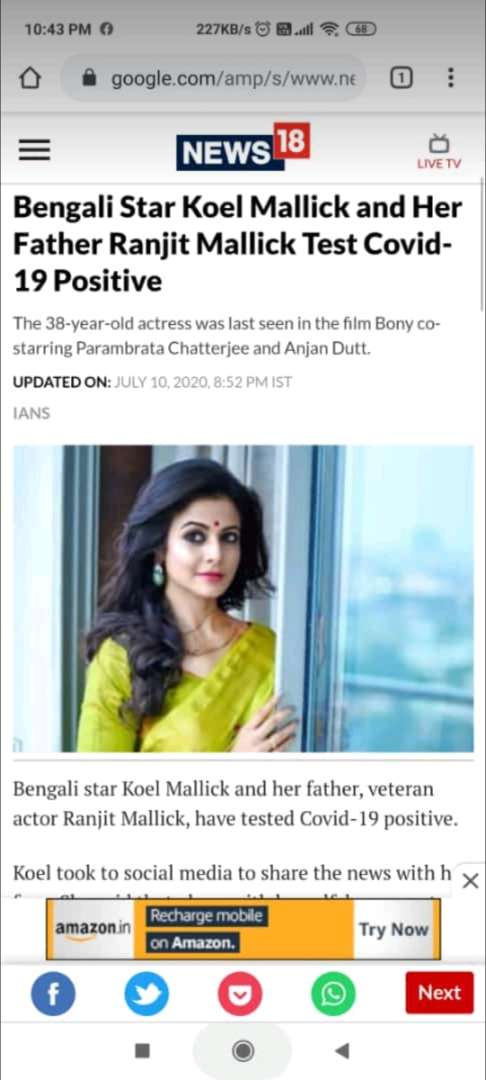 10:43 PM
227KB/s
68
google.com/amp/s/www.ne
1
NEWS 18
LIVE TV
Bengali Star Koel Mallick and Her
Father Ranjit Mallick Test Covid-
19 Positive
The 38-year-old actress was last seen in the film Bony co-
starring Parambrata Chatterjee and Anjan Dutt.
UPDATED ON: JULY 10, 2020, 8:52 PM IST
IANS
Bengali star Koel Mallick and her father, veteran
actor Ranjit Mallick, have tested Covid-19 positive.
Koel took to social media to share the news with h
amazon.in
Recharge mobile
on Amazon.
Try Now
Next